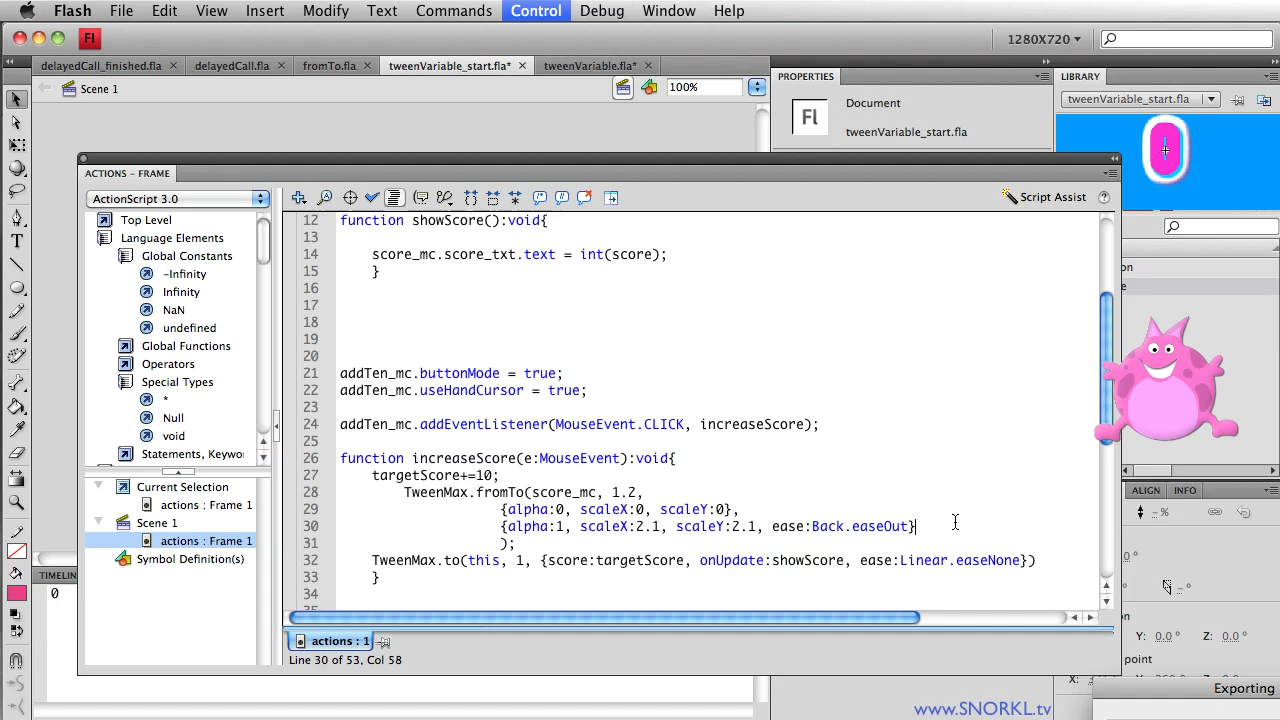 Flash File Edit View Insert Modify Text Commands Control Debug Window Help
Fl 1280X720
delayedCall_finished.fla delayedCall.fla fromTo.fla tweenVariable_start.fla* tweenVariable.fla*
Scene 1 100%
PROPERTIES
Fl
Document
tweenVariable_start.fla
LIBRARY
tweenVariable_start.fla
ACTIONS - FRAME
ActionScript 3.0
Script Assist
Top Level
Language Elements
Global Constants
-Infinity
Infinity
NaN
undefined
Global Functions
Operators
Special Types
*
Null
void
Statements, Keywo
Current Selection
actions : Frame 1
Scene 1
actions : Frame 1
Symbol Definition(s)
12 function showScore():void{
13
14 score_mc.score_txt.text = int(score);
15 }
16
17
18
19
20
21 addTen_mc.buttonMode = true;
22 addTen_mc.useHandCursor = true;
23
24 addTen_mc.addEventListener(MouseEvent.CLICK, increaseScore);
25
26 function increaseScore(e:MouseEvent):void{
27 targetScore+=10;
28 TweenMax.fromTo(score_mc, 1.2,
29 {alpha:0, scaleX:0, scaleY:0},
30 {alpha:1, scaleX:2.1, scaleY:2.1, ease:Back.easeOut}
31 );
32 TweenMax.to(this, 1, {score:targetScore, onUpdate:showScore, ease:Linear.easeNone})
33 }
34
35
actions : 1
Line 30 of 53, Col 58
TIMELIN
0
ALIGN INFO
Y: 0.0 ° Z: 0.0 °
point
Exporting
www.SNORKL.tv